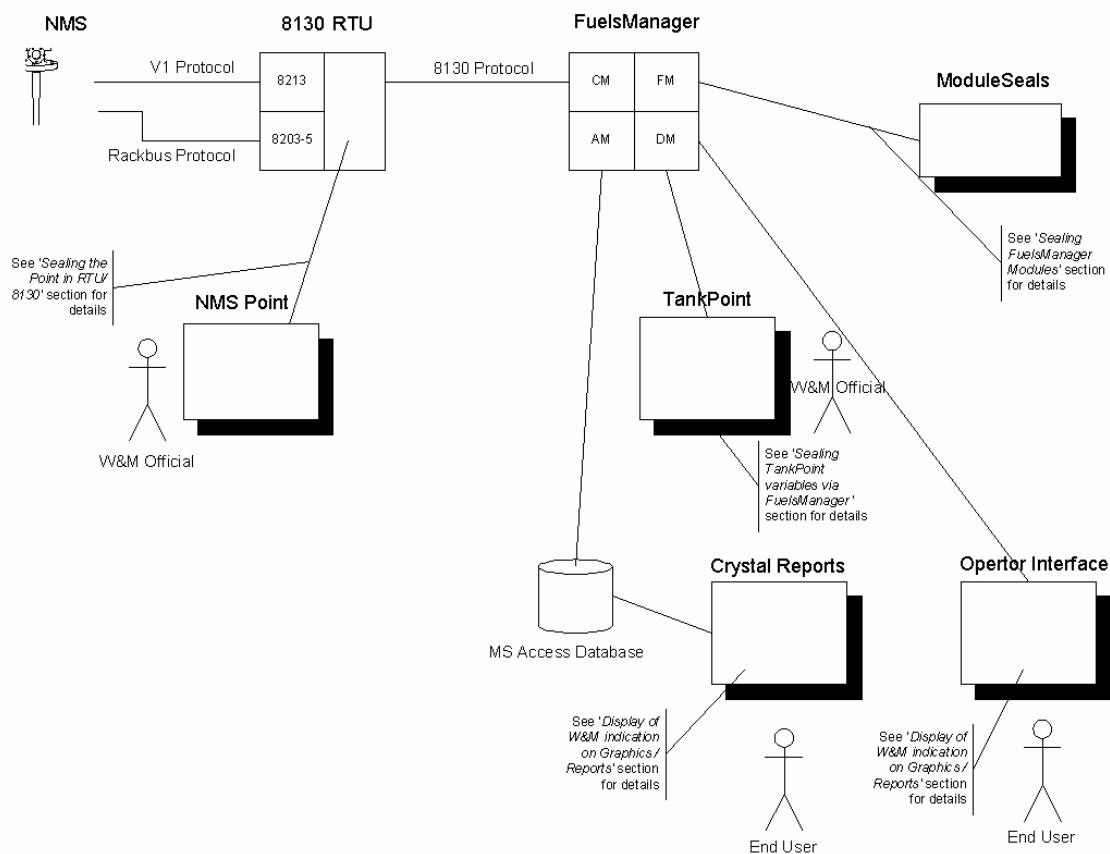 NMS
8130 RTU
FuelsManager
V1 Protocol
8213
8130 Protocol
CM
FM
ModuleSeals
8203-5
AM
DM
Rackbus Protocol
See 'Sealing the
Point in RTU/
8130' section for
details
See 'Sealing
FuelsManager
Modules' section
for details
NMS Point
TankPoint
W&M Official
W&M Official
See 'Sealing
TankPoint
variables via
FuelsManager'
section for details
Crystal Reports
Opertor Interface
MS Access Database
See 'Display of
W&M indication
on Graphics /
Reports' section
for details
See 'Display of
W&M indication
on Graphics /
Reports' section
for details
End User
End User